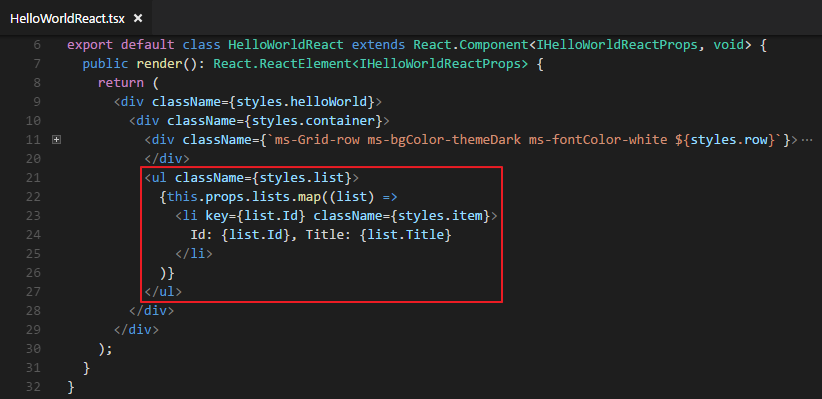 HelloWorldReact.tsx ×
6 export default class HelloWorldReact extends React.Component<IHelloWorldReactProps, void> {
7   public render(): React.ReactElement<IHelloWorldReactProps> {
8     return (
9       <div className={styles.helloWorld}>
10         <div className={styles.container}>
11           <div className={`ms-Grid-row ms-bgColor-themeDark ms-fontColor-white ${styles.row}`}>…
20           </div>
21           <ul className={styles.list}>
22             {this.props.lists.map((list) =>
23               <li key={list.Id} className={styles.item}>
24                 Id: {list.Id}, Title: {list.Title}
25               </li>
26             )}
27           </ul>
28         </div>
29       </div>
30     );
31   }
32 }